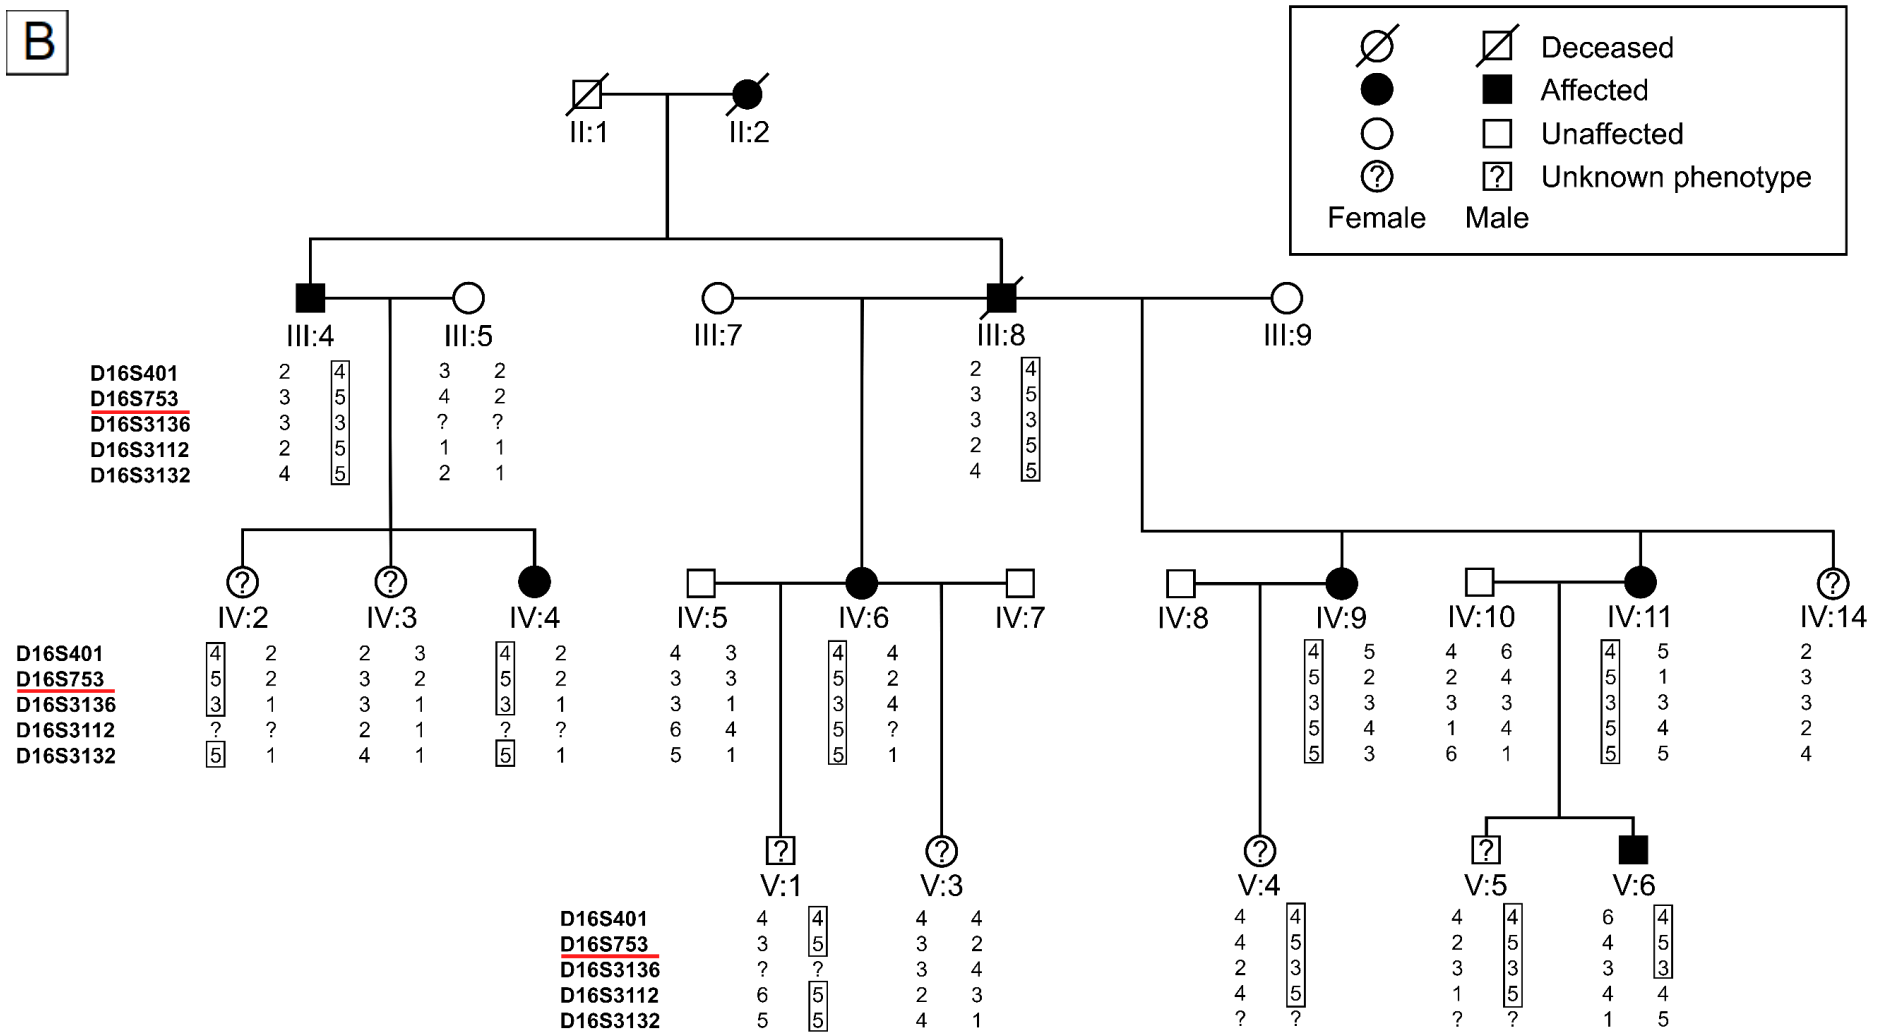 B
Deceased
Affected
Unaffected
? ? Unknown phenotype
Female Male
II:1 II:2
III:4 III:5 III:7 III:8 III:9
D16S401 2 4 3 2 2 4
D16S753 3 5 4 2 3 5
D16S3136 3 3 ? ? 3 3
D16S3112 2 5 1 1 2 5
D16S3132 4 5 2 1 4 5
? ? ?
IV:2 IV:3 IV:4 IV:5 IV:6 IV:7 IV:8 IV:9 IV:10 IV:11 IV:14
D16S401 4 2 2 3 4 2 4 3 4 4 4 5 4 6 4 5 2
D16S753 5 2 3 2 5 2 3 3 5 2 5 2 2 4 5 1 3
D16S3136 3 1 3 1 3 1 3 1 3 4 3 3 3 3 3 3 3
D16S3112 ? ? 2 1 ? ? 6 4 5 ? 5 4 1 4 5 4 2
D16S3132 5 1 4 1 5 1 5 1 5 1 5 3 6 1 5 5 4
? ? ? ?
V:1 V:3 V:4 V:5 V:6
D16S401 4 4 4 4 4 4 4 4 6 4
D16S753 3 5 3 2 4 5 2 5 4 5
D16S3136 ? ? 3 4 2 3 3 3 3 3
D16S3112 6 5 2 3 4 5 1 5 4 4
D16S3132 5 5 4 1 ? ? ? ? 1 5